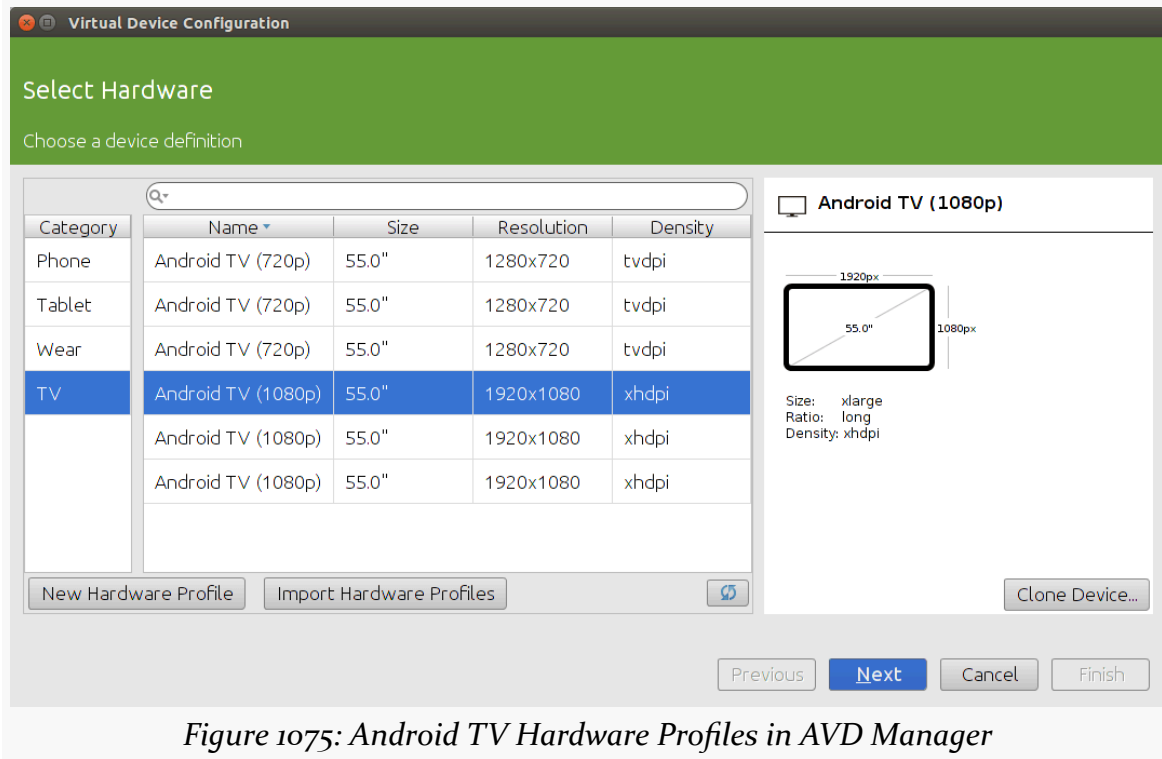 Virtual Device Configuration
Select Hardware
Choose a device definition
Category
Name Size Resolution Density
Phone
Tablet
Wear
TV
Android TV (720p) 55.0" 1280x720 tvdpi
Android TV (720p) 55.0" 1280x720 tvdpi
Android TV (720p) 55.0" 1280x720 tvdpi
Android TV (1080p) 55.0" 1920x1080 xhdpi
Android TV (1080p) 55.0" 1920x1080 xhdpi
Android TV (1080p) 55.0" 1920x1080 xhdpi
New Hardware Profile Import Hardware Profiles
Android TV (1080p)
1920px
55.0"
1080px
Size: xlarge
Ratio: long
Density: xhdpi
Clone Device...
Previous Next Cancel Finish
Figure 1075: Android TV Hardware Profiles in AVD Manager